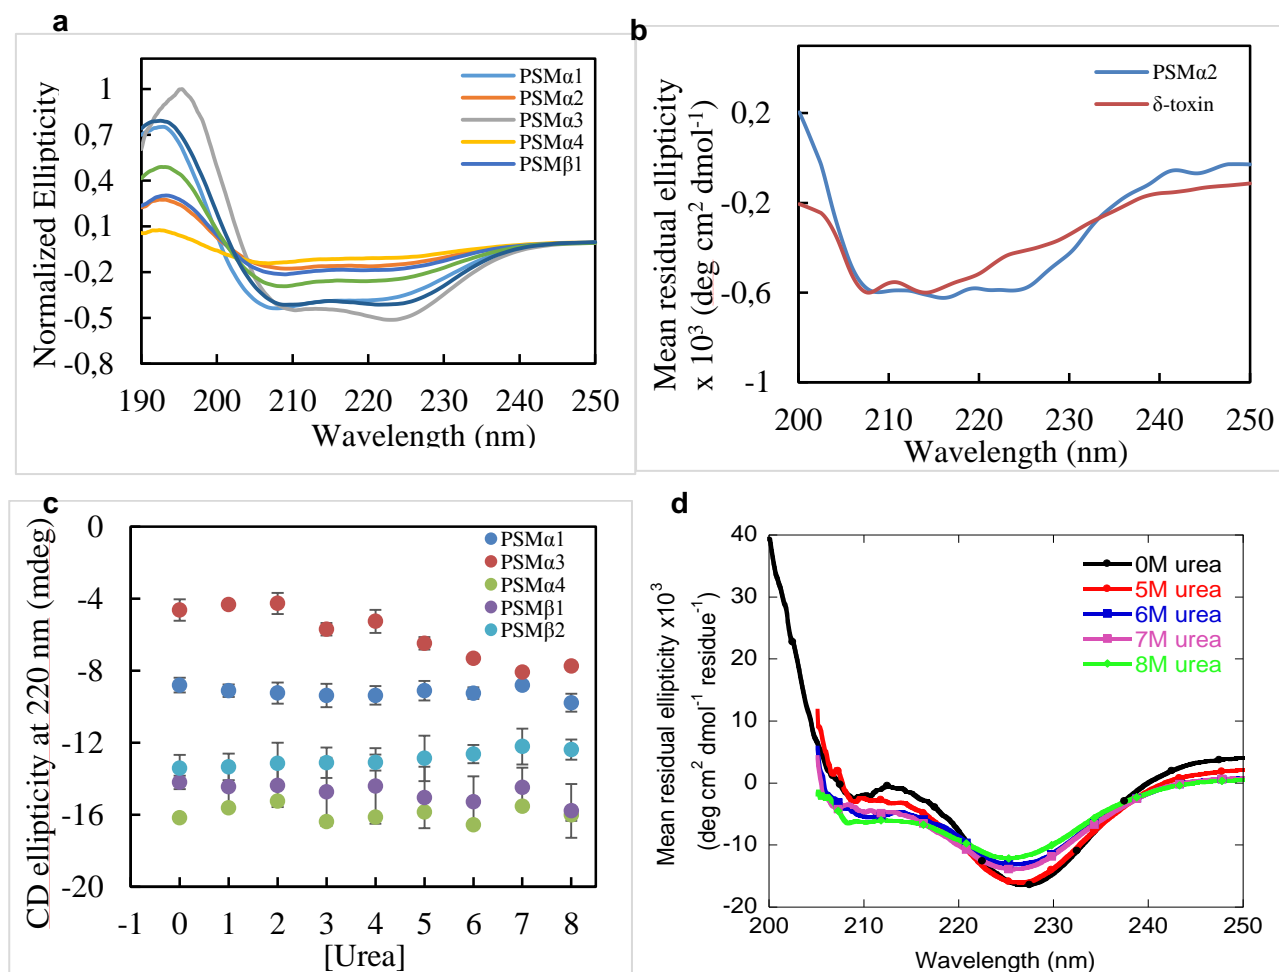 a
Normalized Ellipticity
1
0,7
0,4
0,1
-0,2
-0,5
-0,8
190 200 210 220 230 240 250
Wavelength (nm)
PSMα1
PSMα2
PSMα3
PSMα4
PSMβ1
b
Mean residual ellipticity
x 10³ (deg cm² dmol⁻¹)
0,2
-0,2
-0,6
-1
200 210 220 230 240 250
Wavelength (nm)
PSMα2
δ-toxin
c
CD ellipticity at 220 nm (mdeg)
0
-4
-8
-12
-16
-20
-1 0 1 2 3 4 5 6 7 8
[Urea]
PSMα1
PSMα3
PSMα4
PSMβ1
PSMβ2
d
Mean residual ellipticity x10³
(deg cm² dmol⁻¹ residue⁻¹)
40
30
20
10
0
-10
-20
200 210 220 230 240 250
Wavelength (nm)
0M urea
5M urea
6M urea
7M urea
8M urea